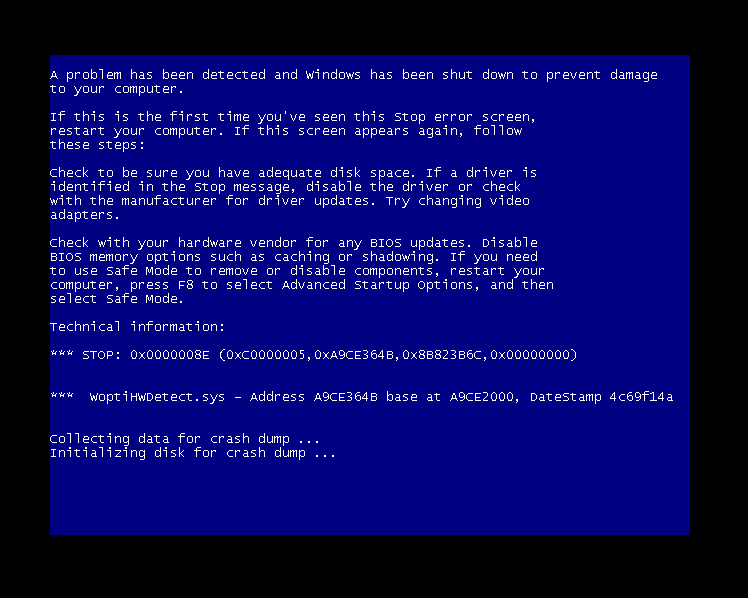 A problem has been detected and Windows has been shut down to prevent damage
to your computer.
If this is the first time you've seen this Stop error screen,
restart your computer. If this screen appears again, follow
these steps:
Check to be sure you have adequate disk space. If a driver is
identified in the Stop message, disable the driver or check
with the manufacturer for driver updates. Try changing video
adapters.
Check with your hardware vendor for any BIOS updates. Disable
BIOS memory options such as caching or shadowing. If you need
to use Safe Mode to remove or disable components, restart your
computer, press F8 to select Advanced Startup Options, and then
select Safe Mode.
Technical information:
*** STOP: 0x0000008E (0xC0000005,0xA9CE364B,0x8B823B6C,0x00000000)
***  WoptiHWDetect.sys - Address A9CE364B base at A9CE2000, DateStamp 4c69f14a
Collecting data for crash dump ...
Initializing disk for crash dump ...